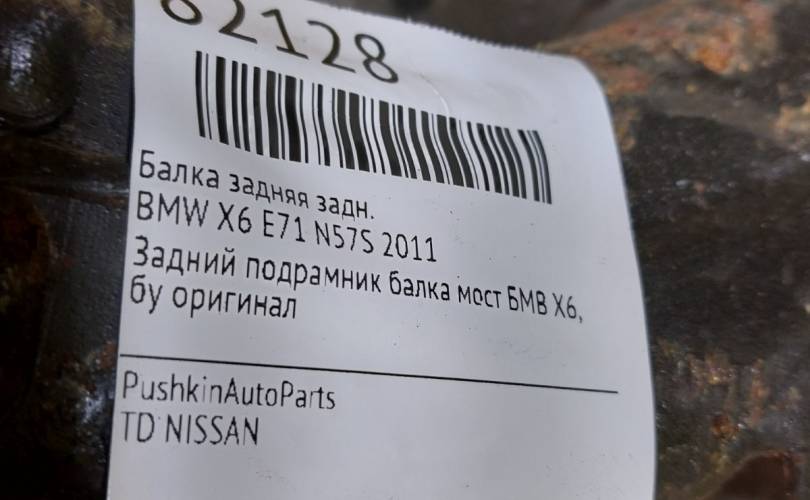 62128
Балка задняя задн.
BMW X6 E71 N57S 2011
Задний подрамник балка мост БМВ X6,
бу оригинал
PushkinAutoParts
TD NISSAN